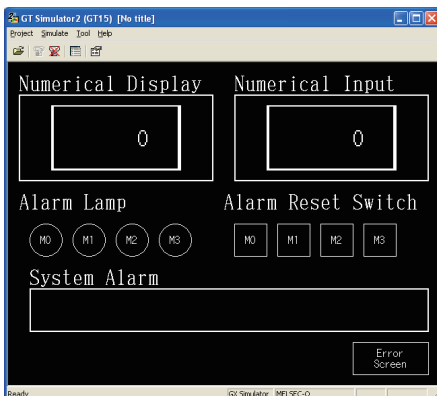 GT Simulator2 (GT15) [No title]
Project Simulate Tool Help
Numerical Display Numerical Input
0 0
Alarm Lamp Alarm Reset Switch
M0 M1 M2 M3 M0 M1 M2 M3
System Alarm
Error
Screen
Ready GX Simulator MELSEC-Q